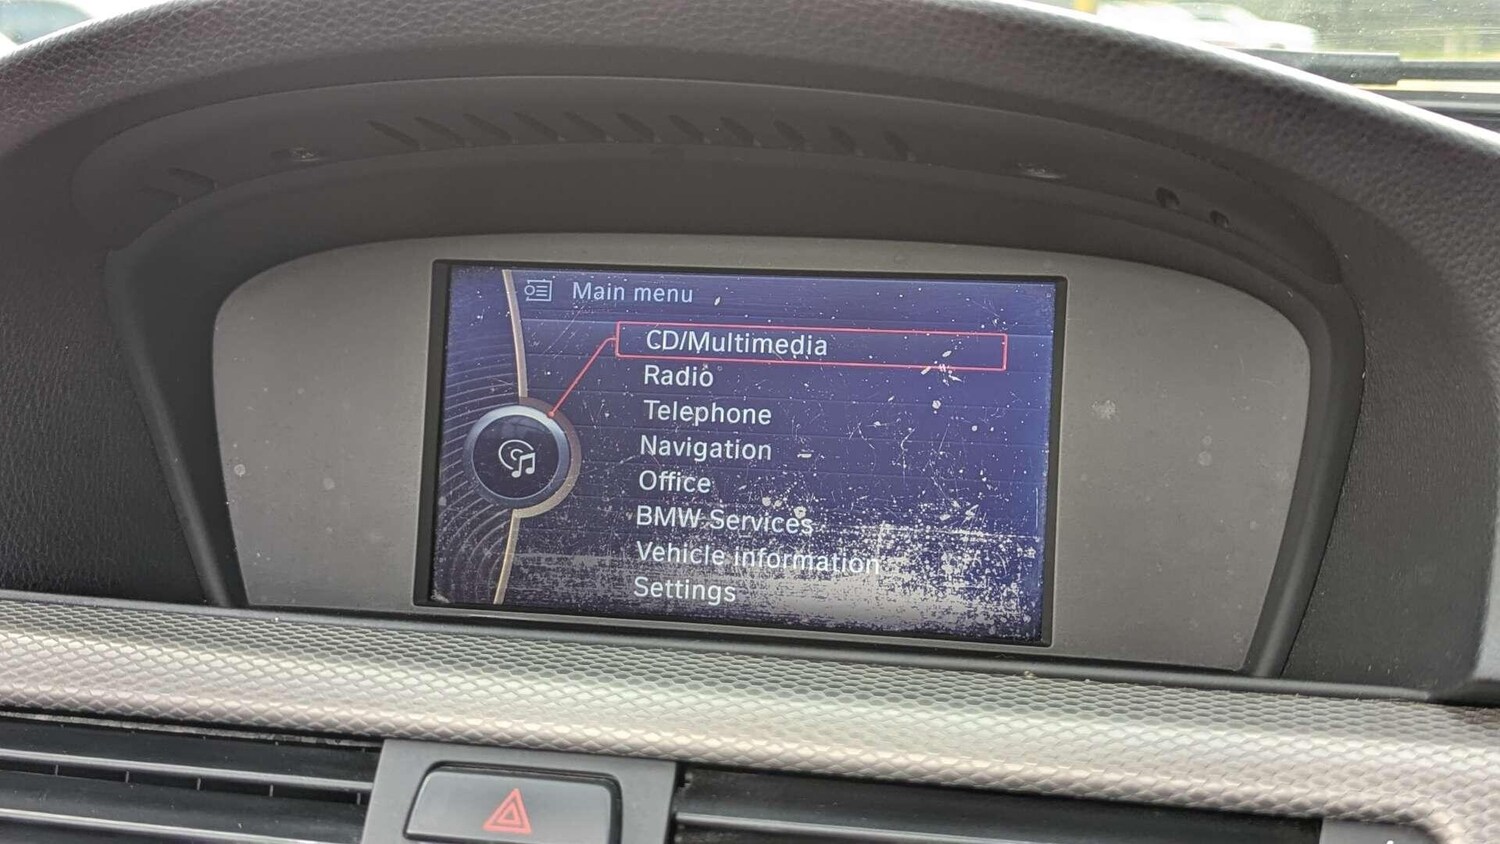 Main menu
CD/Multimedia
Radio
Telephone
Navigation
Office
BMW Services
Vehicle information
Settings